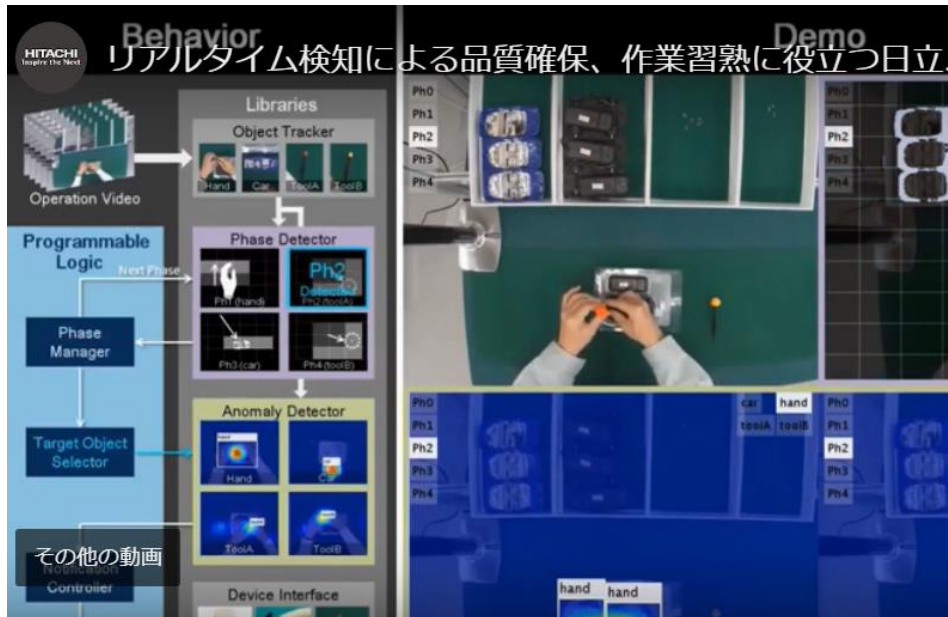 Behavior
Demo
HITACHI
Inspire the Next
リアルタイム検知による品質確保、作業習熟に役立つ日立
Libraries
Object Tracker
Hand
Car
ToolA
ToolB
Operation Video
Programmable
Logic
Next Phase
Phase
Manager
Target Object
Selector
Notification
Controller
その他の動画
Phase Detector
Ph1 (hand)
Ph2
Detector
Ph2 (toolA)
Ph3 (car)
Ph4 (toolB)
Anomaly Detector
hand
Hand
Car
ToolA
ToolB
Device Interface
Ph0
Ph1
Ph2
Ph3
Ph4
Ph0
Ph1
Ph2
Ph3
Ph4
Ph0
Ph1
Ph2
Ph3
Ph4
car hand
toolA toolB
hand hand
Ph0
Ph1
Ph2
Ph3
Ph4